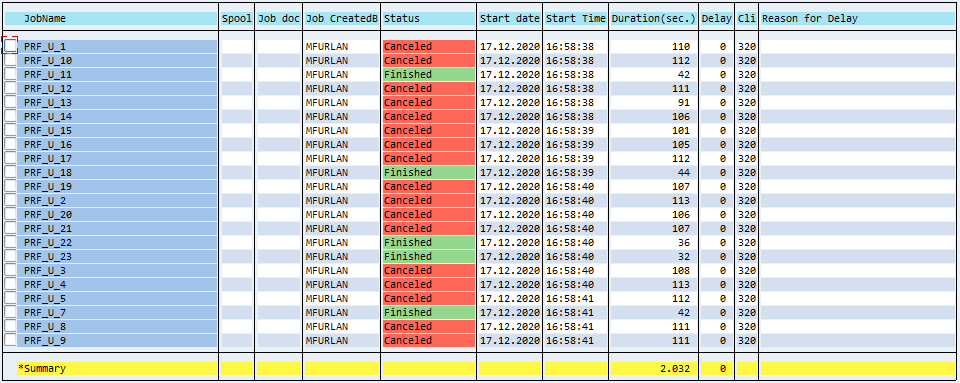 JobName Spool Job doc Job CreatedB Status Start date Start Time Duration(sec.) Delay Cli Reason for Delay
PRF_U_1 MFURLAN Canceled 17.12.2020 16:58:38 110 0 320
PRF_U_10 MFURLAN Canceled 17.12.2020 16:58:38 112 0 320
PRF_U_11 MFURLAN Finished 17.12.2020 16:58:38 42 0 320
PRF_U_12 MFURLAN Canceled 17.12.2020 16:58:38 111 0 320
PRF_U_13 MFURLAN Canceled 17.12.2020 16:58:38 91 0 320
PRF_U_14 MFURLAN Canceled 17.12.2020 16:58:38 106 0 320
PRF_U_15 MFURLAN Canceled 17.12.2020 16:58:39 101 0 320
PRF_U_16 MFURLAN Canceled 17.12.2020 16:58:39 105 0 320
PRF_U_17 MFURLAN Canceled 17.12.2020 16:58:39 112 0 320
PRF_U_18 MFURLAN Finished 17.12.2020 16:58:39 44 0 320
PRF_U_19 MFURLAN Canceled 17.12.2020 16:58:40 107 0 320
PRF_U_2 MFURLAN Canceled 17.12.2020 16:58:40 113 0 320
PRF_U_20 MFURLAN Canceled 17.12.2020 16:58:40 106 0 320
PRF_U_21 MFURLAN Canceled 17.12.2020 16:58:40 107 0 320
PRF_U_22 MFURLAN Finished 17.12.2020 16:58:40 36 0 320
PRF_U_23 MFURLAN Finished 17.12.2020 16:58:40 32 0 320
PRF_U_3 MFURLAN Canceled 17.12.2020 16:58:40 108 0 320
PRF_U_4 MFURLAN Canceled 17.12.2020 16:58:40 113 0 320
PRF_U_5 MFURLAN Canceled 17.12.2020 16:58:41 112 0 320
PRF_U_7 MFURLAN Finished 17.12.2020 16:58:41 42 0 320
PRF_U_8 MFURLAN Canceled 17.12.2020 16:58:41 111 0 320
PRF_U_9 MFURLAN Canceled 17.12.2020 16:58:41 111 0 320
*Summary 2.032 0